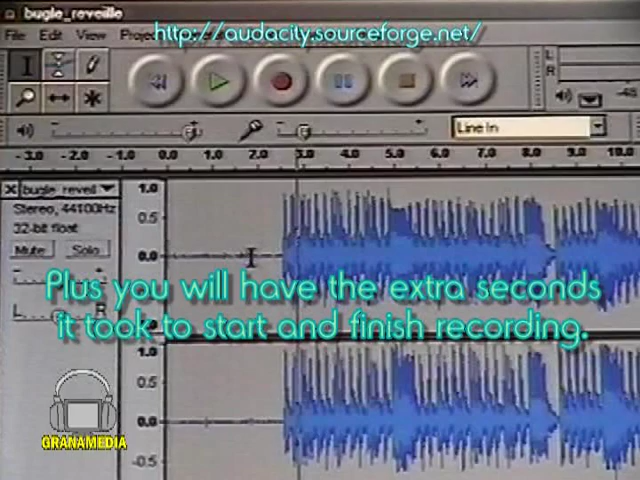 bugle_reveille
File Edit View Projec
http://audacity.sourceforge.net/
L
R
-48
Line In
-3.0 -2.0 -1.0 0.0 1.0 2.0 3.0 4.0 5.0 6.0 7.0 8.0 9.0 10.0
bugle_reveil
Stereo, 44100Hz
32-bit float
Mute Solo
L R
1.0
0.5
0.0
Plus you will have the extra seconds
it took to start and finish recording.
1.0
0.5
0.0
-0.5
GRANAMEDIA